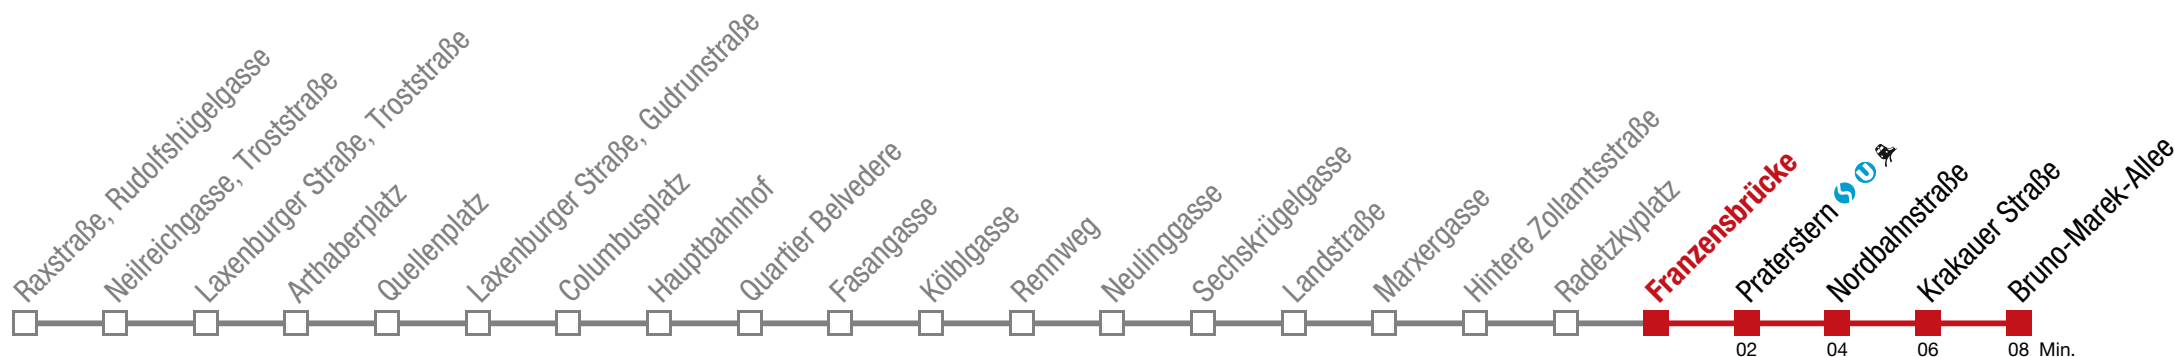 Raxstraße, Rudolfshügelgasse
Neilreichgasse, Troststraße
Laxenburger Straße, Troststraße
Arthaberplatz
Quellenplatz
Laxenburger Straße, Gudrunstraße
Columbusplatz
Hauptbahnhof
Quartier Belvedere
Fasangasse
Kölblgasse
Rennweg
Neulinggasse
Sechskrügelgasse
Landstraße
Marxergasse
Hintere Zollamtsstraße
Radetzkyplatz
Franzensbrücke
Praterstern S U
Nordbahnstraße
Krakauer Straße
Bruno-Marek-Allee
02 04 06 08 Min.